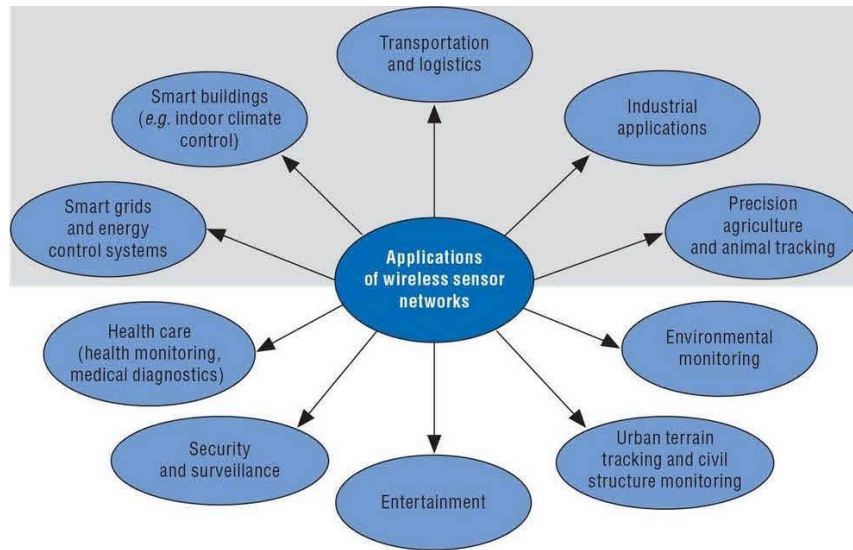 Transportation
and logistics
Smart buildings
(e.g. indoor climate
control)
Industrial
applications
Smart grids
and energy
control systems
Precision
agriculture
and animal tracking
Applications
of wireless sensor
networks
Health care
(health monitoring,
medical diagnostics)
Environmental
monitoring
Security
and surveillance
Urban terrain
tracking and civil
structure monitoring
Entertainment